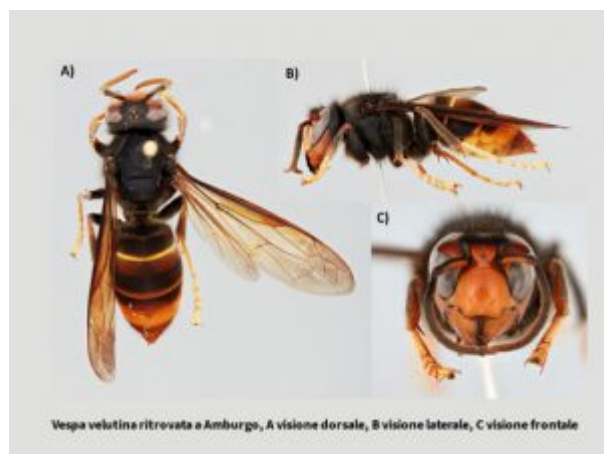 A)
B)
C)
Vespa velutina ritrovata a Amburgo, A visione dorsale, B visione laterale, C visione frontale